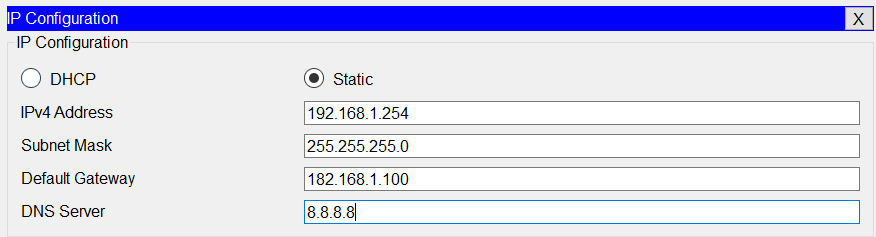 IP Configuration X
IP Configuration
DHCP Static
IPv4 Address 192.168.1.254
Subnet Mask 255.255.255.0
Default Gateway 182.168.1.100
DNS Server 8.8.8.8